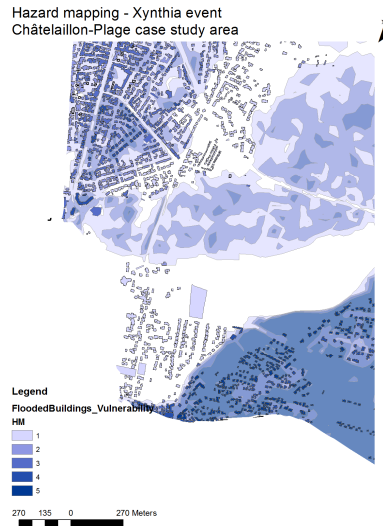 Hazard mapping - Xynthia event
Châtelaillon-Plage case study area
Legend
FloodedBuildings_Vulnerability
HM
1
2
3
4
5
270 135 0 270 Meters